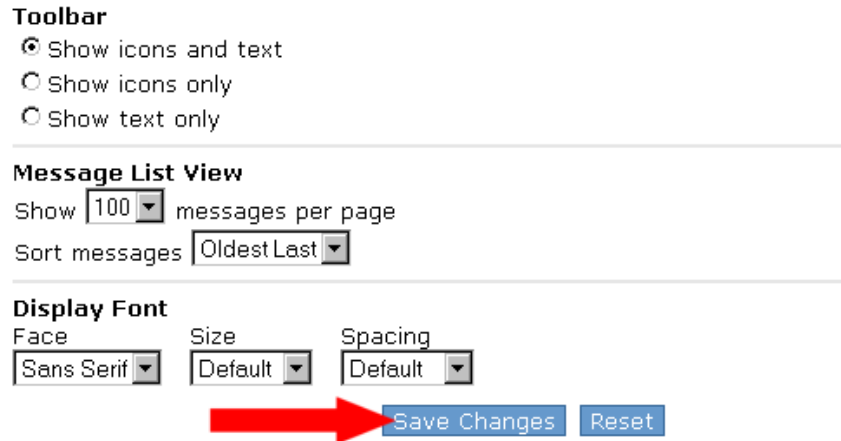 Toolbar
Show icons and text
Show icons only
Show text only
Message List View
Show 100 messages per page
Sort messages Oldest Last
Display Font
Face Size Spacing
Sans Serif Default Default
Save Changes Reset